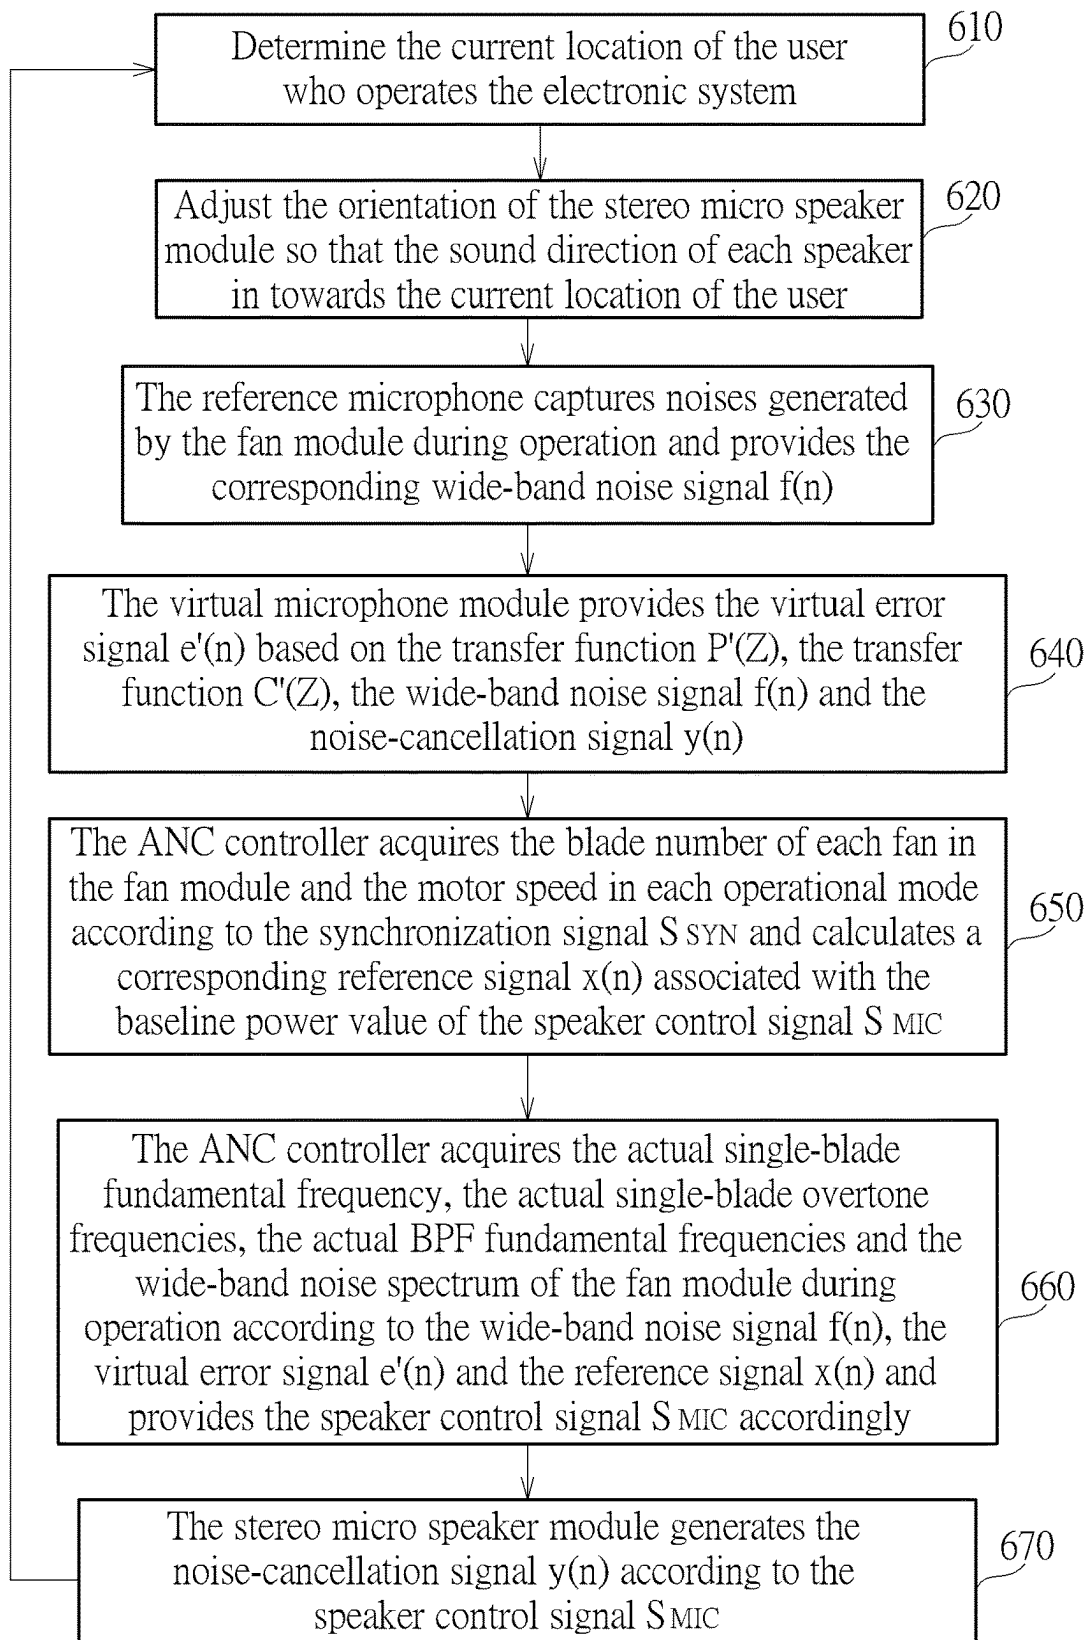 Determine the current location of the user
who operates the electronic system
610
Adjust the orientation of the stereo micro speaker
module so that the sound direction of each speaker
in towards the current location of the user
620
The reference microphone captures noises generated
by the fan module during operation and provides the
corresponding wide-band noise signal f(n)
630
The virtual microphone module provides the virtual error
signal e'(n) based on the transfer function P'(Z), the transfer
function C'(Z), the wide-band noise signal f(n) and the
noise-cancellation signal y(n)
640
The ANC controller acquires the blade number of each fan in
the fan module and the motor speed in each operational mode
according to the synchronization signal S SYN and calculates a
corresponding reference signal x(n) associated with the
baseline power value of the speaker control signal S MIC
650
The ANC controller acquires the actual single-blade
fundamental frequency, the actual single-blade overtone
frequencies, the actual BPF fundamental frequencies and the
wide-band noise spectrum of the fan module during
operation according to the wide-band noise signal f(n), the
virtual error signal e'(n) and the reference signal x(n) and
provides the speaker control signal S MIC accordingly
660
The stereo micro speaker module generates the
noise-cancellation signal y(n) according to the
speaker control signal S MIC
670